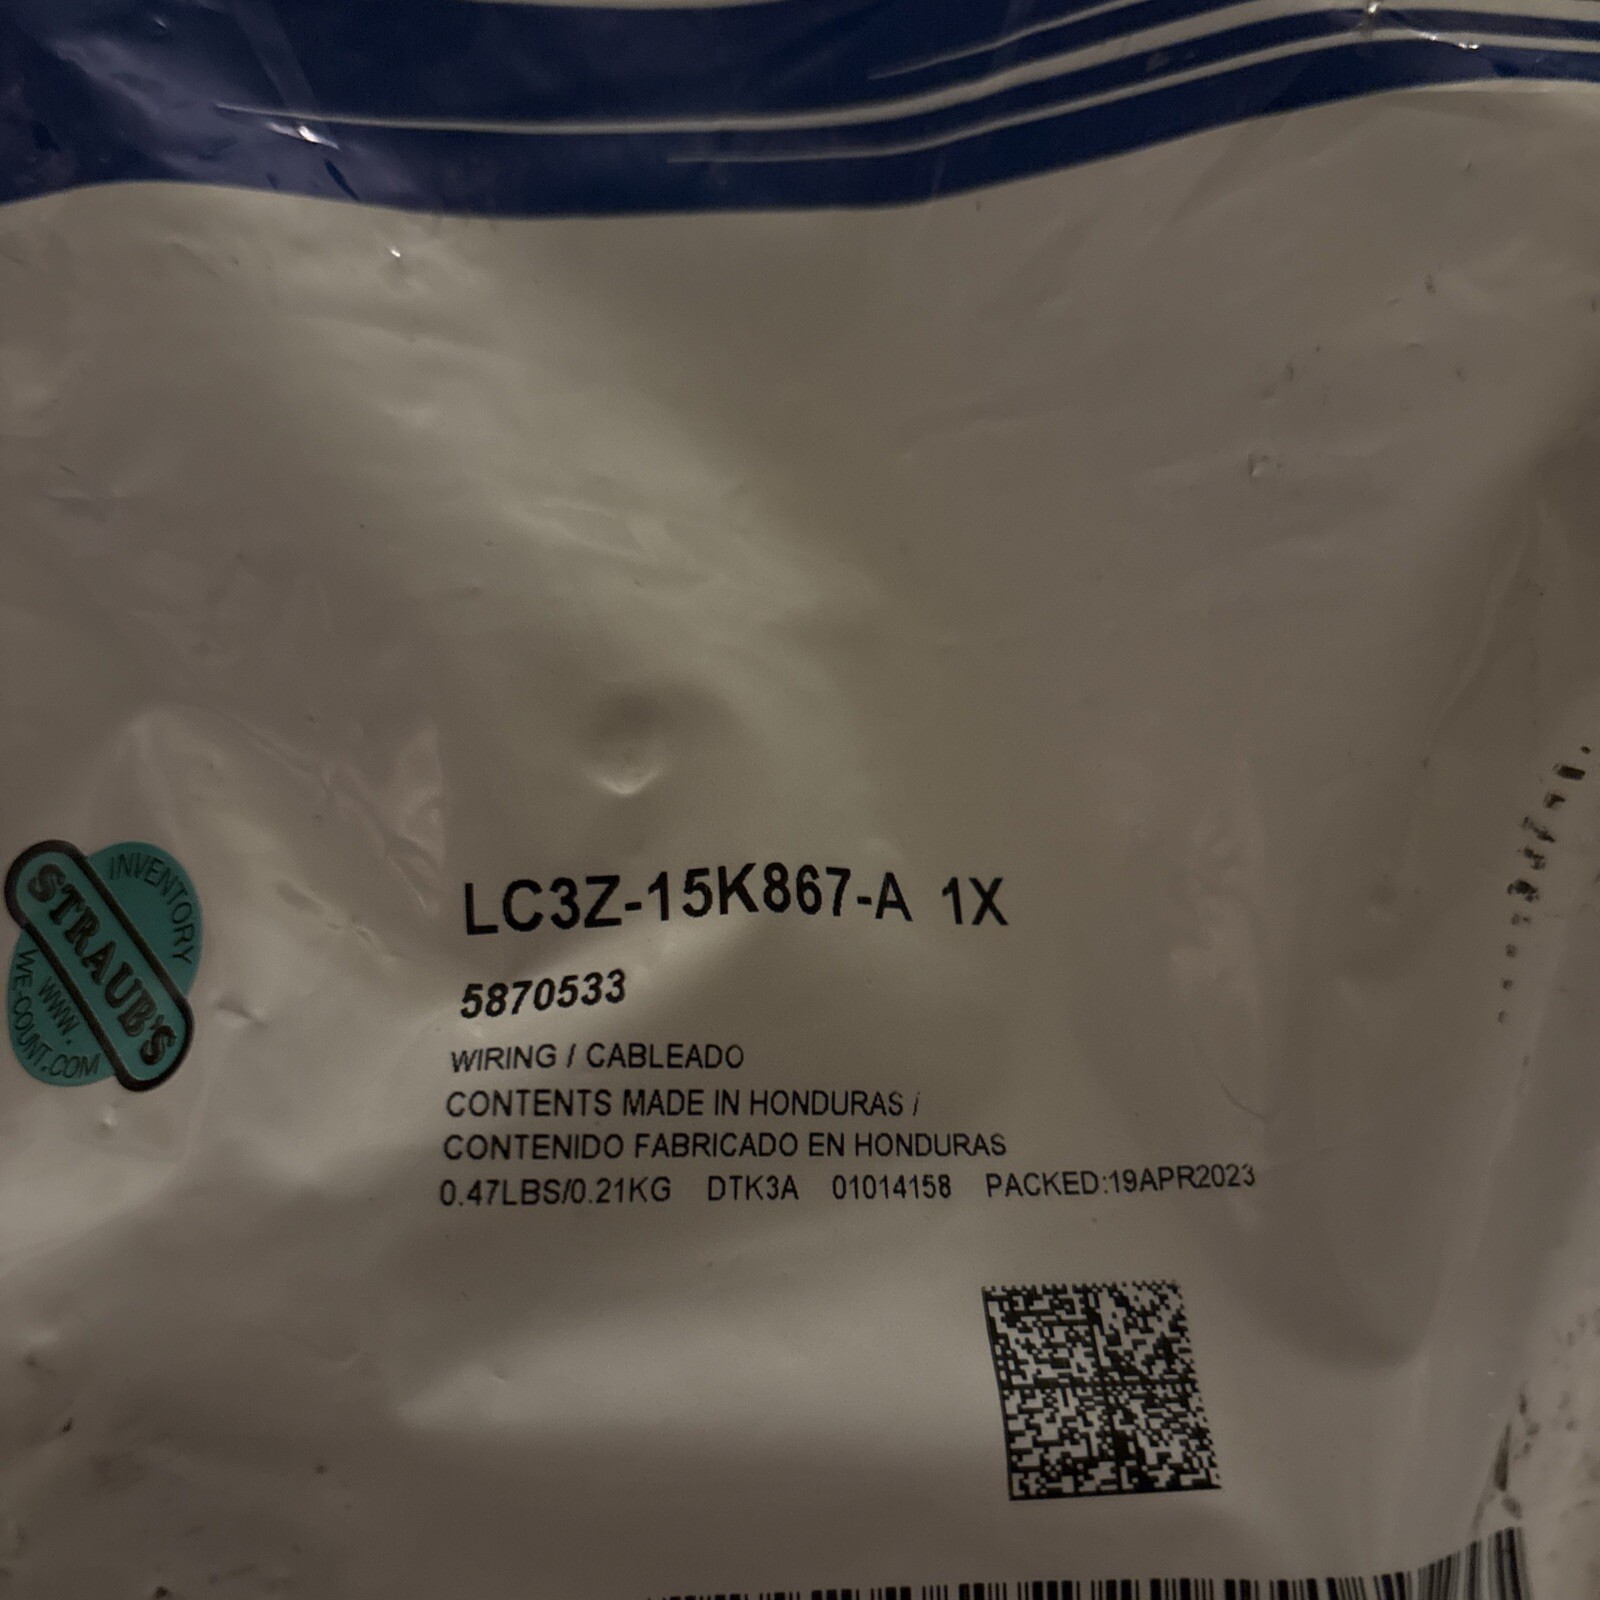 LC3Z-15K867-A 1X
5870533
WIRING / CABLEADO
CONTENTS MADE IN HONDURAS /
CONTENIDO FABRICADO EN HONDURAS
0.47LBS/0.21KG DTK3A 01014158 PACKED:19APR2023
INVENTORY
STRAUB'S
WWW.
WE-COUNT.COM